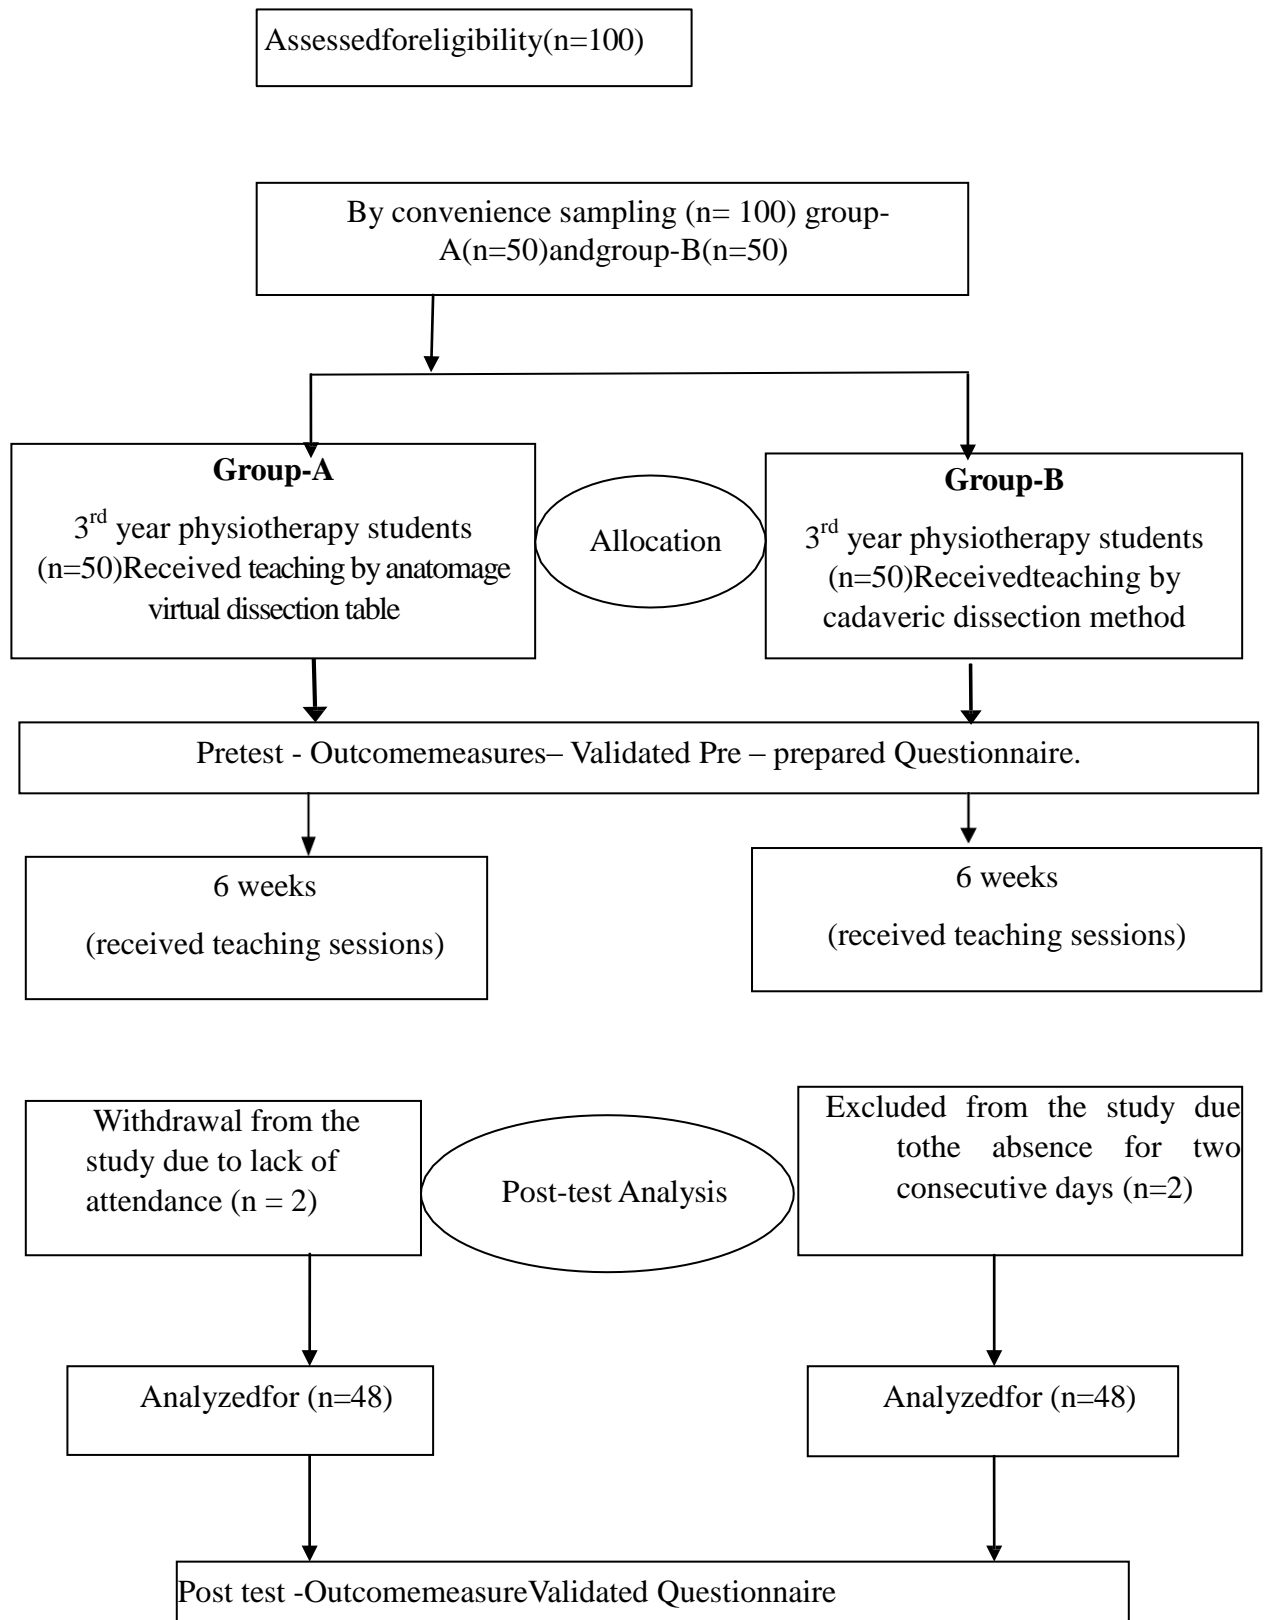 Assessedforeligibility(n=100)
By convenience sampling (n= 100) group-
A(n=50)andgroup-B(n=50)
Group-A
3rd year physiotherapy students
(n=50)Received teaching by anatomage
virtual dissection table
Allocation
Group-B
3rd year physiotherapy students
(n=50)Receivedteaching by
cadaveric dissection method
Pretest - Outcomemeasures– Validated Pre – prepared Questionnaire.
6 weeks
(received teaching sessions)
6 weeks
(received teaching sessions)
Withdrawal from the
study due to lack of
attendance (n = 2)
Post-test Analysis
Excluded from the study due
tothe absence for two
consecutive days (n=2)
Analyzedfor (n=48)
Analyzedfor (n=48)
Post test -OutcomemeasureValidated Questionnaire